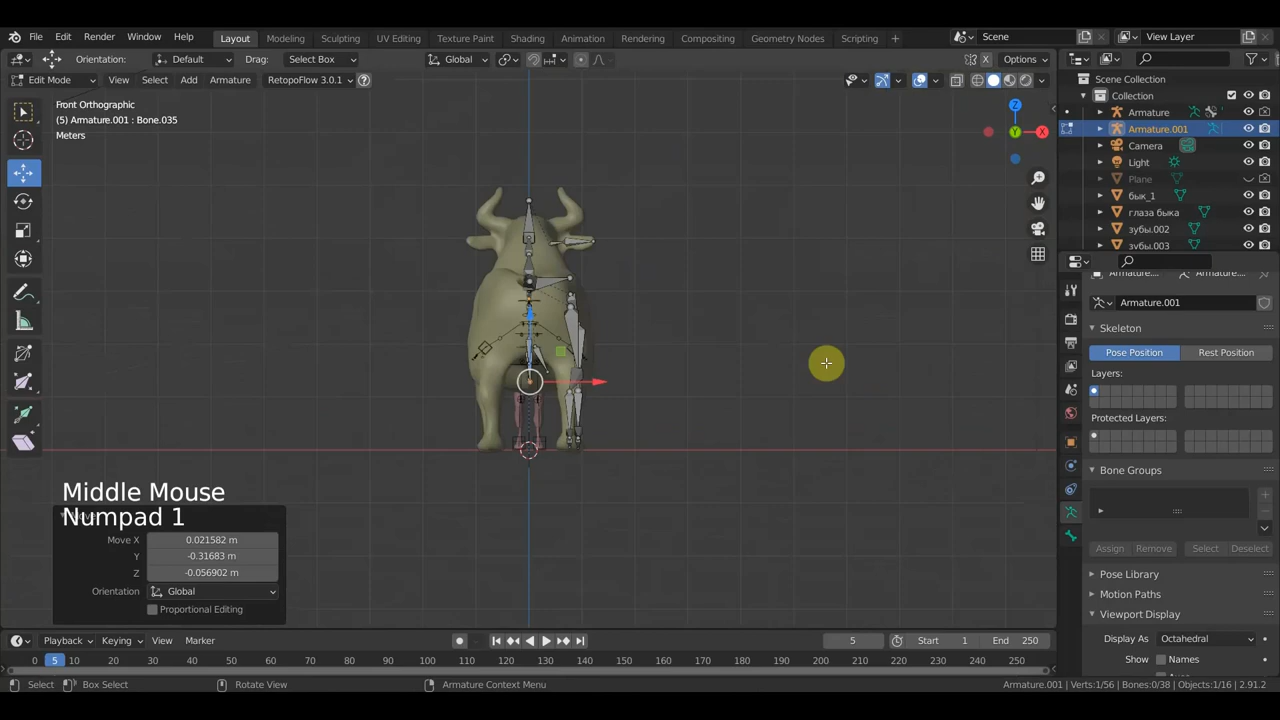 File Edit Render Window Help Layout Modeling Sculpting UV Editing Texture Paint Shading Animation Rendering Compositing Geometry Nodes Scripting + Scene View Layer
Orientation: Default Drag: Select Box Global X Options
Edit Mode View Select Add Armature RetopoFlow 3.0.1 ?
Front Orthographic
(5) Armature.001 : Bone.035
Meters
Z
X
Y
Scene Collection
Collection
Armature
Armature.001
Camera
Light
Plane
бык_1
глаза быка
зубы.002
зубы.003
Armature.001
Skeleton
Pose Position Rest Position
Layers:
Protected Layers:
Bone Groups
Assign Remove Select Deselect
Pose Library
Motion Paths
Viewport Display
Display As Octahedral
Show Names
Middle Mouse
Numpad 1
Move X 0.021582 m
Y -0.31683 m
Z -0.056902 m
Orientation Global
Proportional Editing
Playback Keying View Marker 5 Start 1 End 250
0 5 10 20 30 40 50 60 70 80 90 100 110 120 130 140 150 160 170 180 190 200 210 220 230 240 250
Select Box Select Rotate View Armature Context Menu Armature.001 | Verts:1/56 | Bones:0/38 | Objects:1/16 | 2.91.2